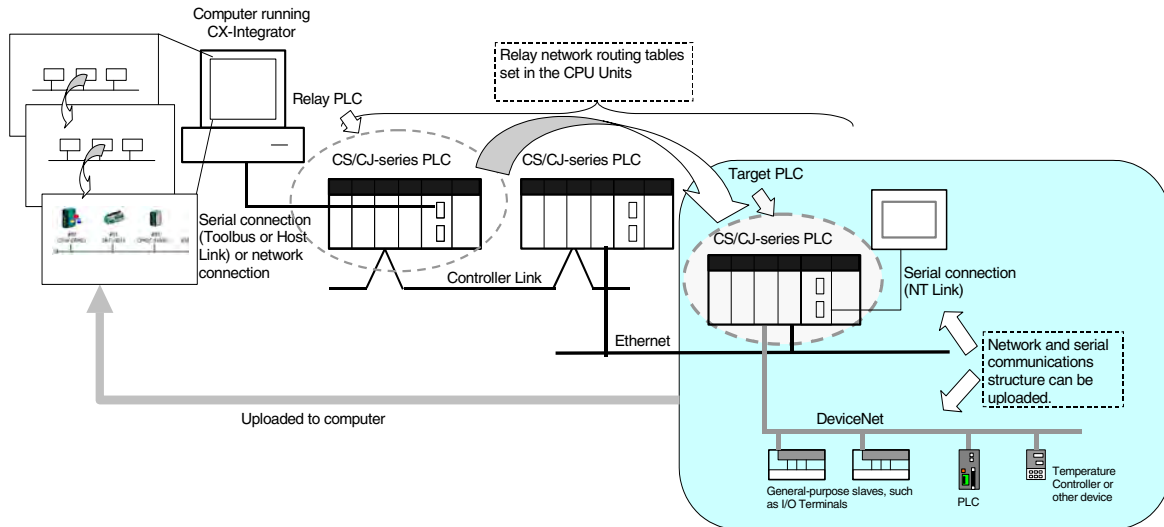 Computer running
CX-Integrator
Relay network routing tables
set in the CPU Units
Relay PLC
CS/CJ-series PLC
CS/CJ-series PLC
Target PLC
CS/CJ-series PLC
Serial connection
(Toolbus or Host
Link) or network
connection
Controller Link
Serial connection
(NT Link)
Ethernet
Network and serial
communications
structure can be
uploaded.
Uploaded to computer
DeviceNet
General-purpose slaves, such
as I/O Terminals
PLC
Temperature
Controller or
other device